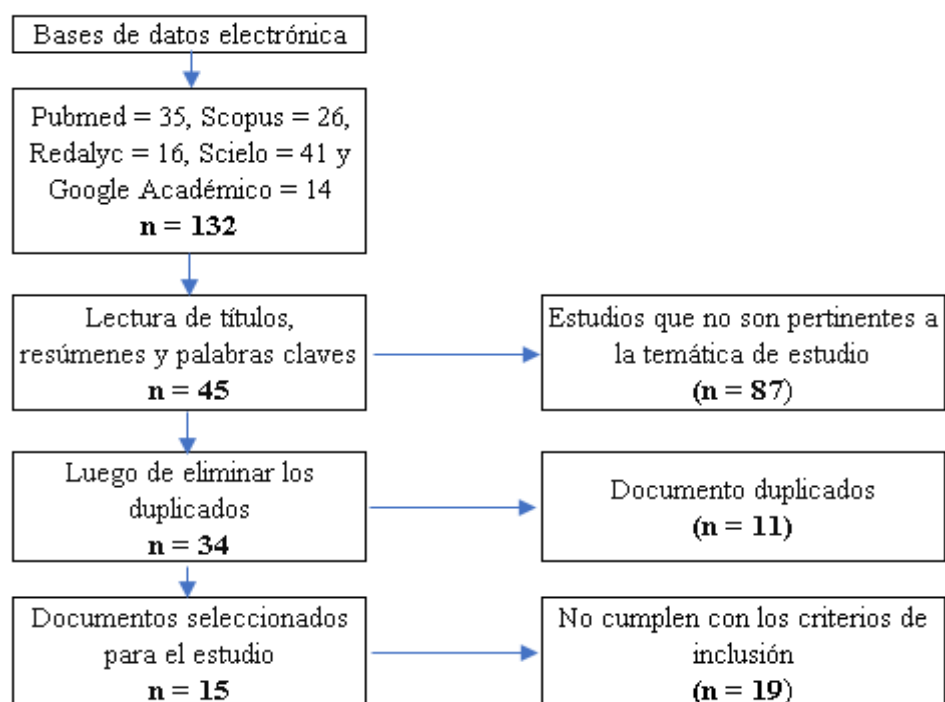 Bases de datos electrónica
Pubmed = 35, Scopus = 26,
Redalyc = 16, Scielo = 41 y
Google Académico = 14
n = 132
Lectura de títulos,
resúmenes y palabras claves
n = 45
Estudios que no son pertinentes a
la temática de estudio
(n = 87)
Luego de eliminar los
duplicados
n = 34
Documento duplicados
(n = 11)
Documentos seleccionados
para el estudio
n = 15
No cumplen con los criterios de
inclusión
(n = 19)